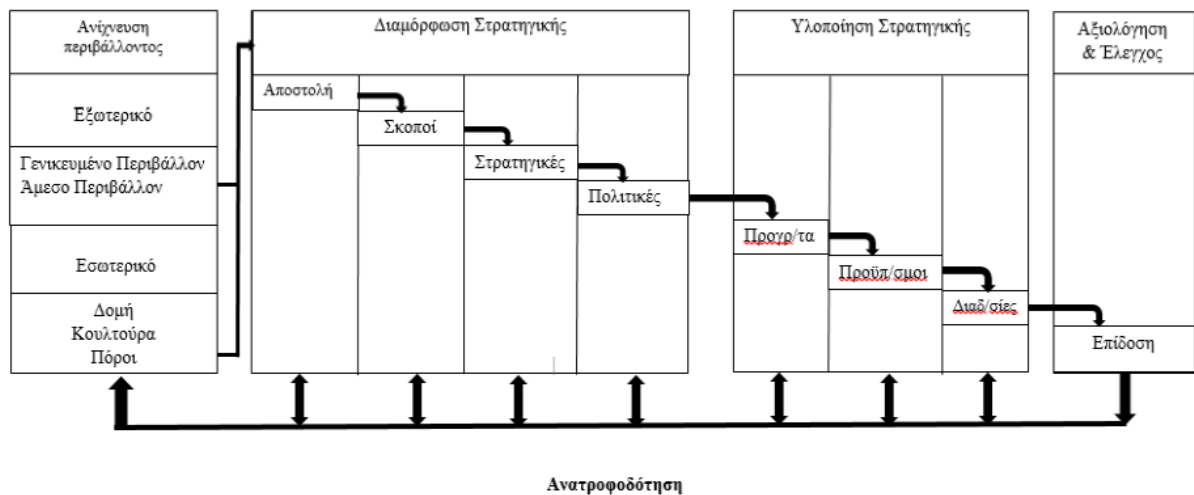 Ανίχνευση
περιβάλλοντος
Διαμόρφωση Στρατηγικής
Υλοποίηση Στρατηγικής
Αξιολόγηση
& Έλεγχος
Εξωτερικό
Γενικευμένο Περιβάλλον
Άμεσο Περιβάλλον
Εσωτερικό
Δομή
Κουλτούρα
Πόροι
Αποστολή
Σκοποί
Στρατηγικές
Πολιτικές
Προγρ/τα
Προϋπ/σμοι
Διαδ/σίες
Επίδοση
Ανατροφοδότηση